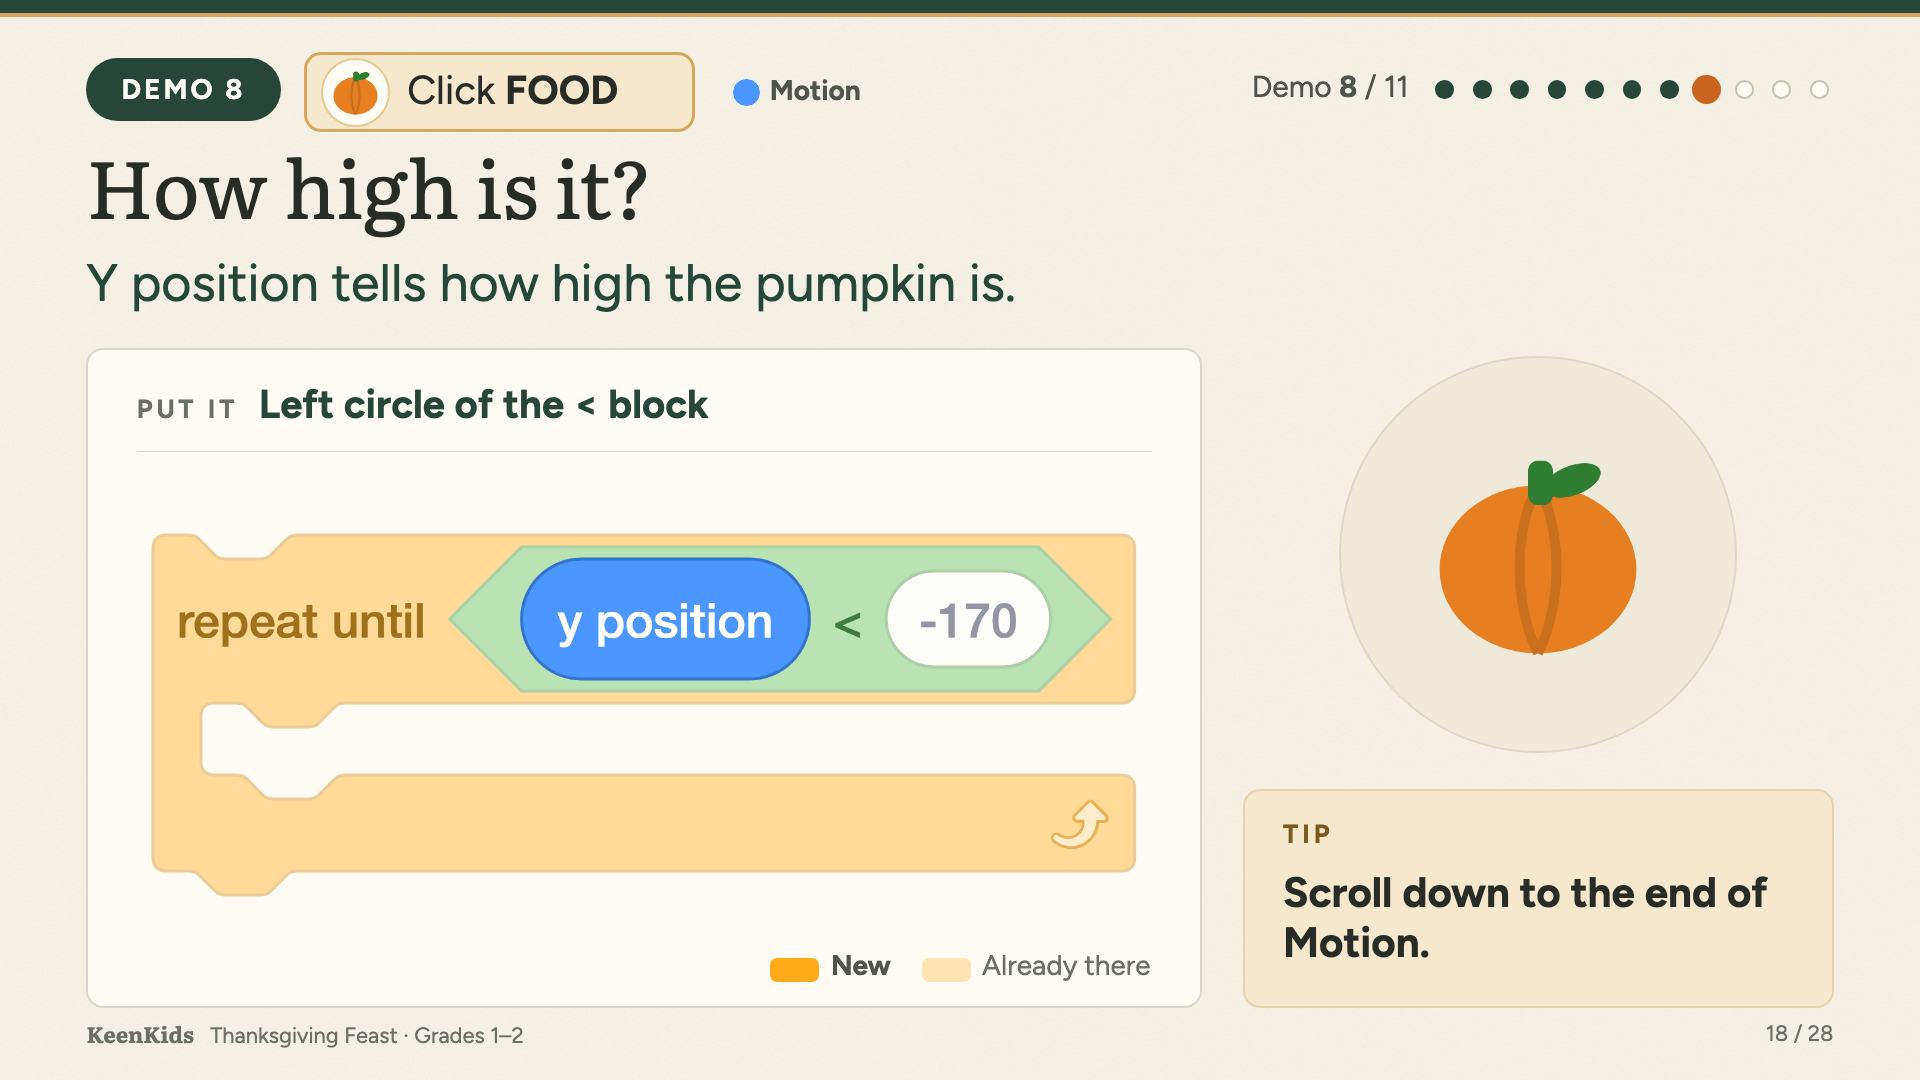 DEMO 8
Click FOOD
Motion
Demo 8 / 11
How high is it?
Y position tells how high the pumpkin is.
PUT IT Left circle of the < block
repeat until y position < -170
New
Already there
TIP
Scroll down to the end of
Motion.
KeenKids Thanksgiving Feast · Grades 1–2
18 / 28